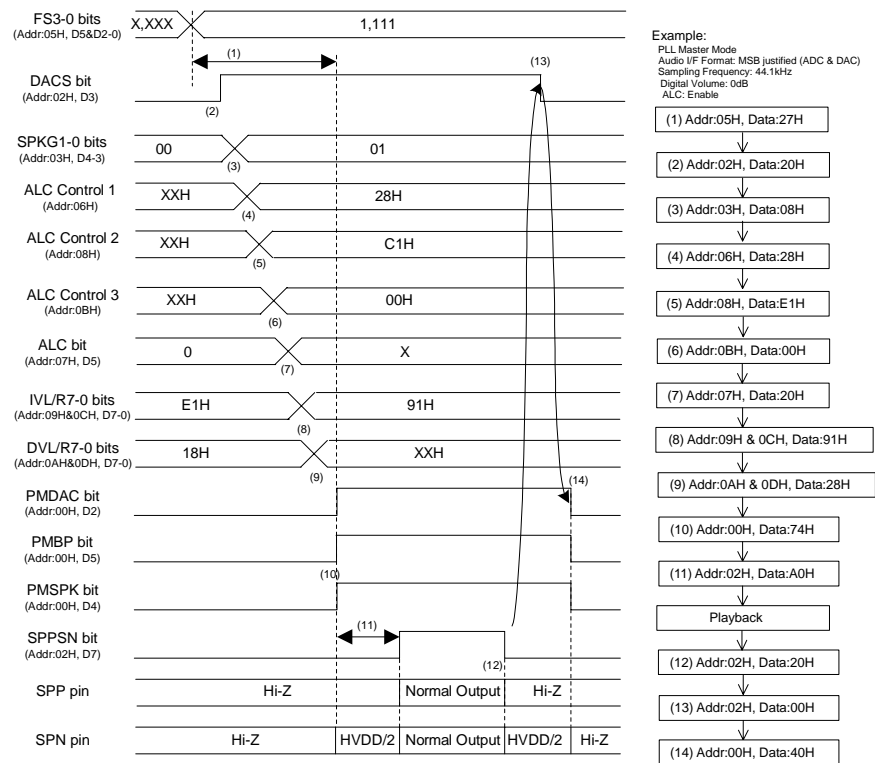 FS3-0 bits
(Addr:05H, D5&D2-0)
X,XXX
1,111
(1)
(13)
DACS bit
(Addr:02H, D3)
(2)
SPKG1-0 bits
(Addr:03H, D4-3)
00
01
(3)
ALC Control 1
(Addr:06H)
XXH
28H
(4)
ALC Control 2
(Addr:08H)
XXH
C1H
(5)
ALC Control 3
(Addr:0BH)
XXH
00H
(6)
ALC bit
(Addr:07H, D5)
0
X
(7)
IVL/R7-0 bits
(Addr:09H&0CH, D7-0)
E1H
91H
(8)
DVL/R7-0 bits
(Addr:0AH&0DH, D7-0)
18H
XXH
(9)
PMDAC bit
(Addr:00H, D2)
(14)
PMBP bit
(Addr:00H, D5)
(10)
PMSPK bit
(Addr:00H, D4)
(11)
SPPSN bit
(Addr:02H, D7)
(12)
SPP pin
Hi-Z
Normal Output
Hi-Z
SPN pin
Hi-Z
HVDD/2
Normal Output
HVDD/2
Hi-Z
Example:
PLL Master Mode
Audio I/F Format: MSB justified (ADC & DAC)
Sampling Frequency: 44.1kHz
Digital Volume: 0dB
ALC: Enable
(1) Addr:05H, Data:27H
(2) Addr:02H, Data:20H
(3) Addr:03H, Data:08H
(4) Addr:06H, Data:28H
(5) Addr:08H, Data:E1H
(6) Addr:0BH, Data:00H
(7) Addr:07H, Data:20H
(8) Addr:09H & 0CH, Data:91H
(9) Addr:0AH & 0DH, Data:28H
(10) Addr:00H, Data:74H
(11) Addr:02H, Data:A0H
Playback
(12) Addr:02H, Data:20H
(13) Addr:02H, Data:00H
(14) Addr:00H, Data:40H